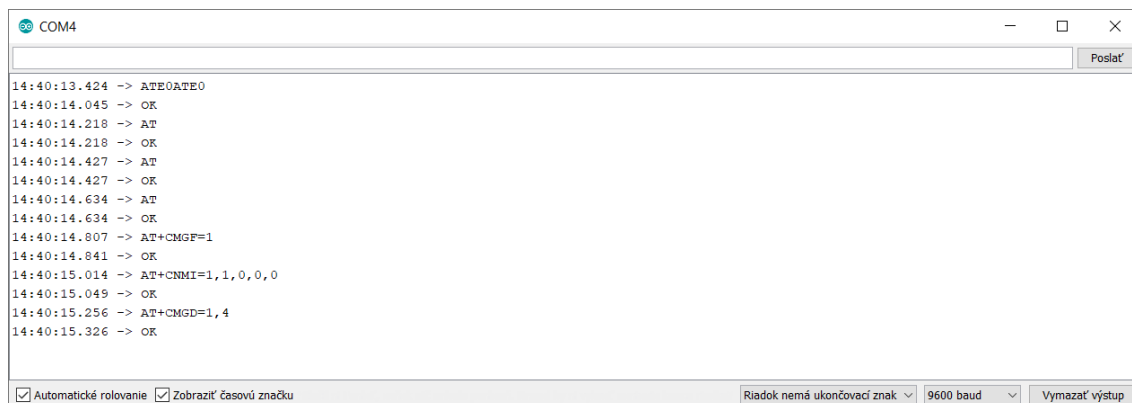 COM4
Poslať
14:40:13.424 -> ATE0ATE0
14:40:14.045 -> OK
14:40:14.218 -> AT
14:40:14.218 -> OK
14:40:14.427 -> AT
14:40:14.427 -> OK
14:40:14.634 -> AT
14:40:14.634 -> OK
14:40:14.807 -> AT+CMGF=1
14:40:14.841 -> OK
14:40:15.014 -> AT+CNMI=1,1,0,0,0
14:40:15.049 -> OK
14:40:15.256 -> AT+CMGD=1,4
14:40:15.326 -> OK
Automatické rolovanie Zobraziť časovú značku Riadok nemá ukončovací znak 9600 baud Vymazať výstup